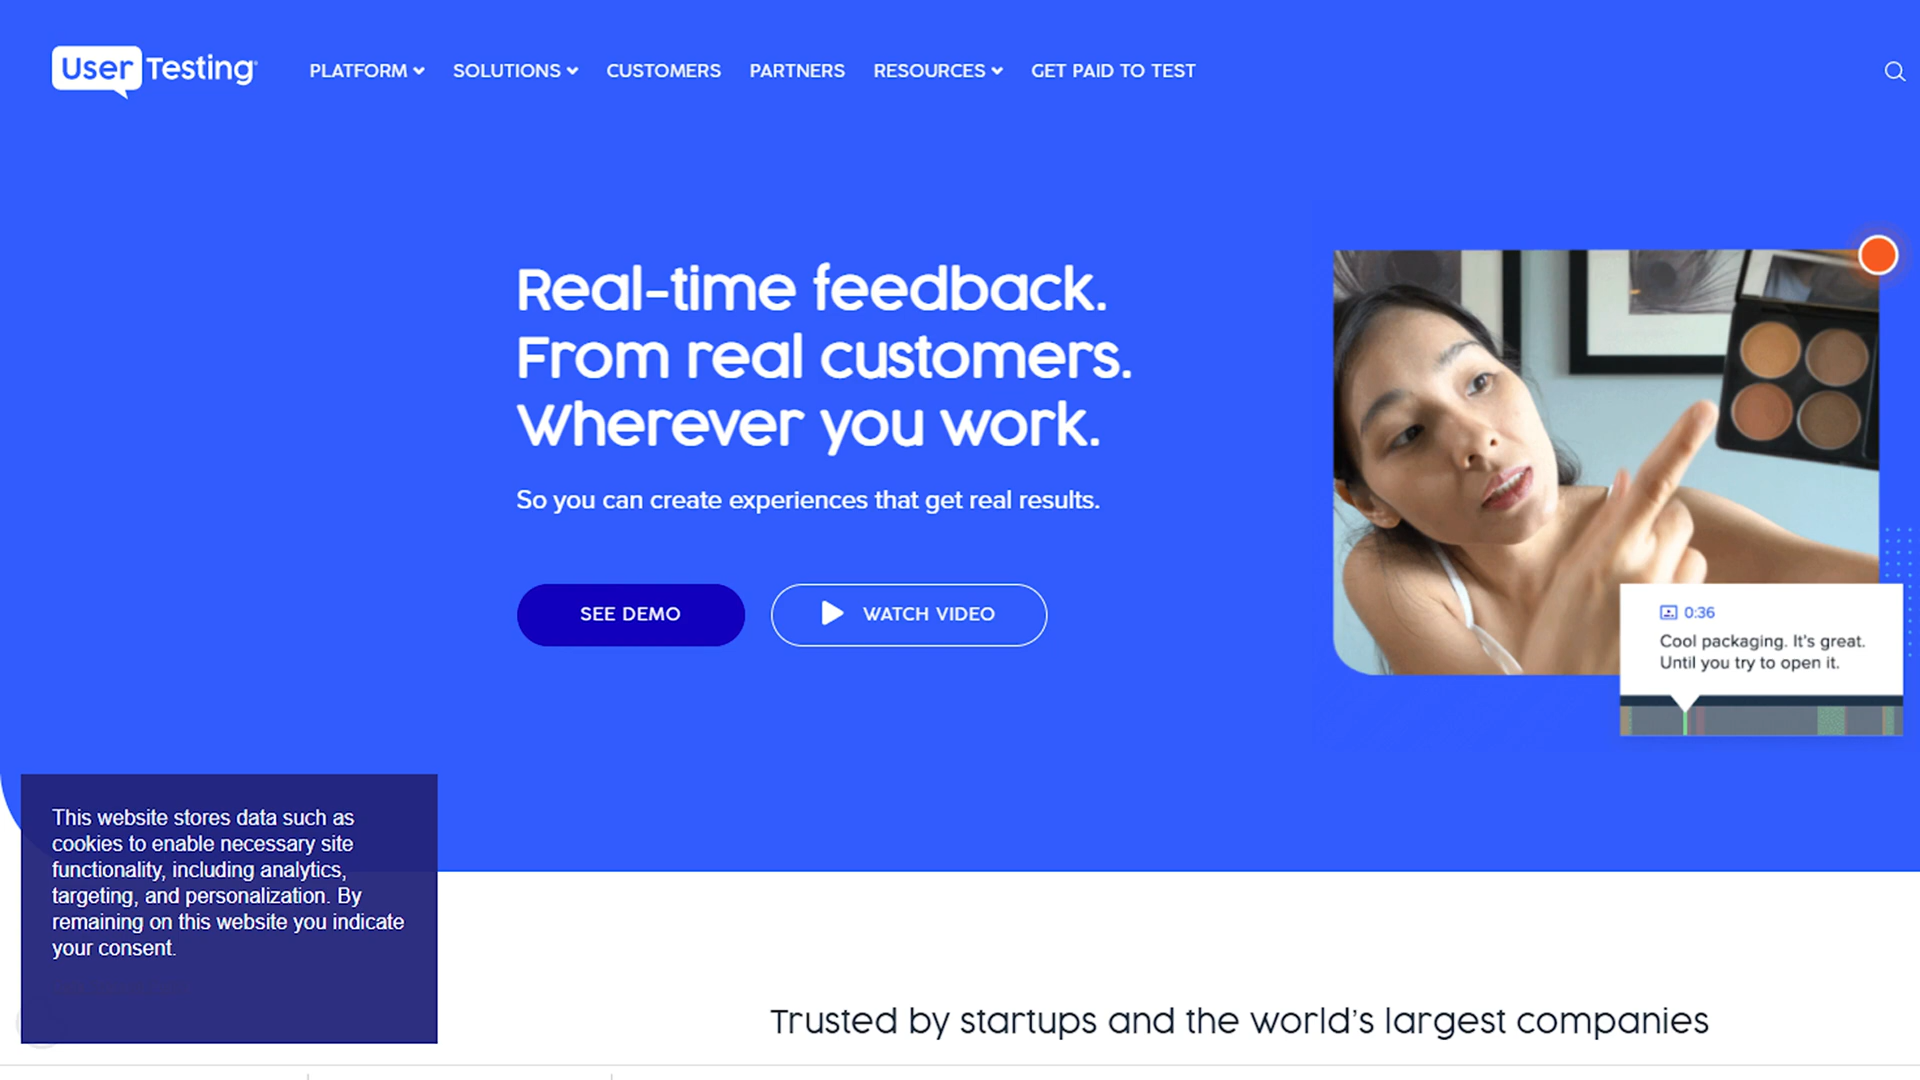 UserTesting
PLATFORM
SOLUTIONS
CUSTOMERS
PARTNERS
RESOURCES
GET PAID TO TEST
Real-time feedback.
From real customers.
Wherever you work.
So you can create experiences that get real results.
SEE DEMO
WATCH VIDEO
0:36
Cool packaging. It's great.
Until you try to open it.
This website stores data such as
cookies to enable necessary site
functionality, including analytics,
targeting, and personalization. By
remaining on this website you indicate
your consent.
Trusted by startups and the world's largest companies